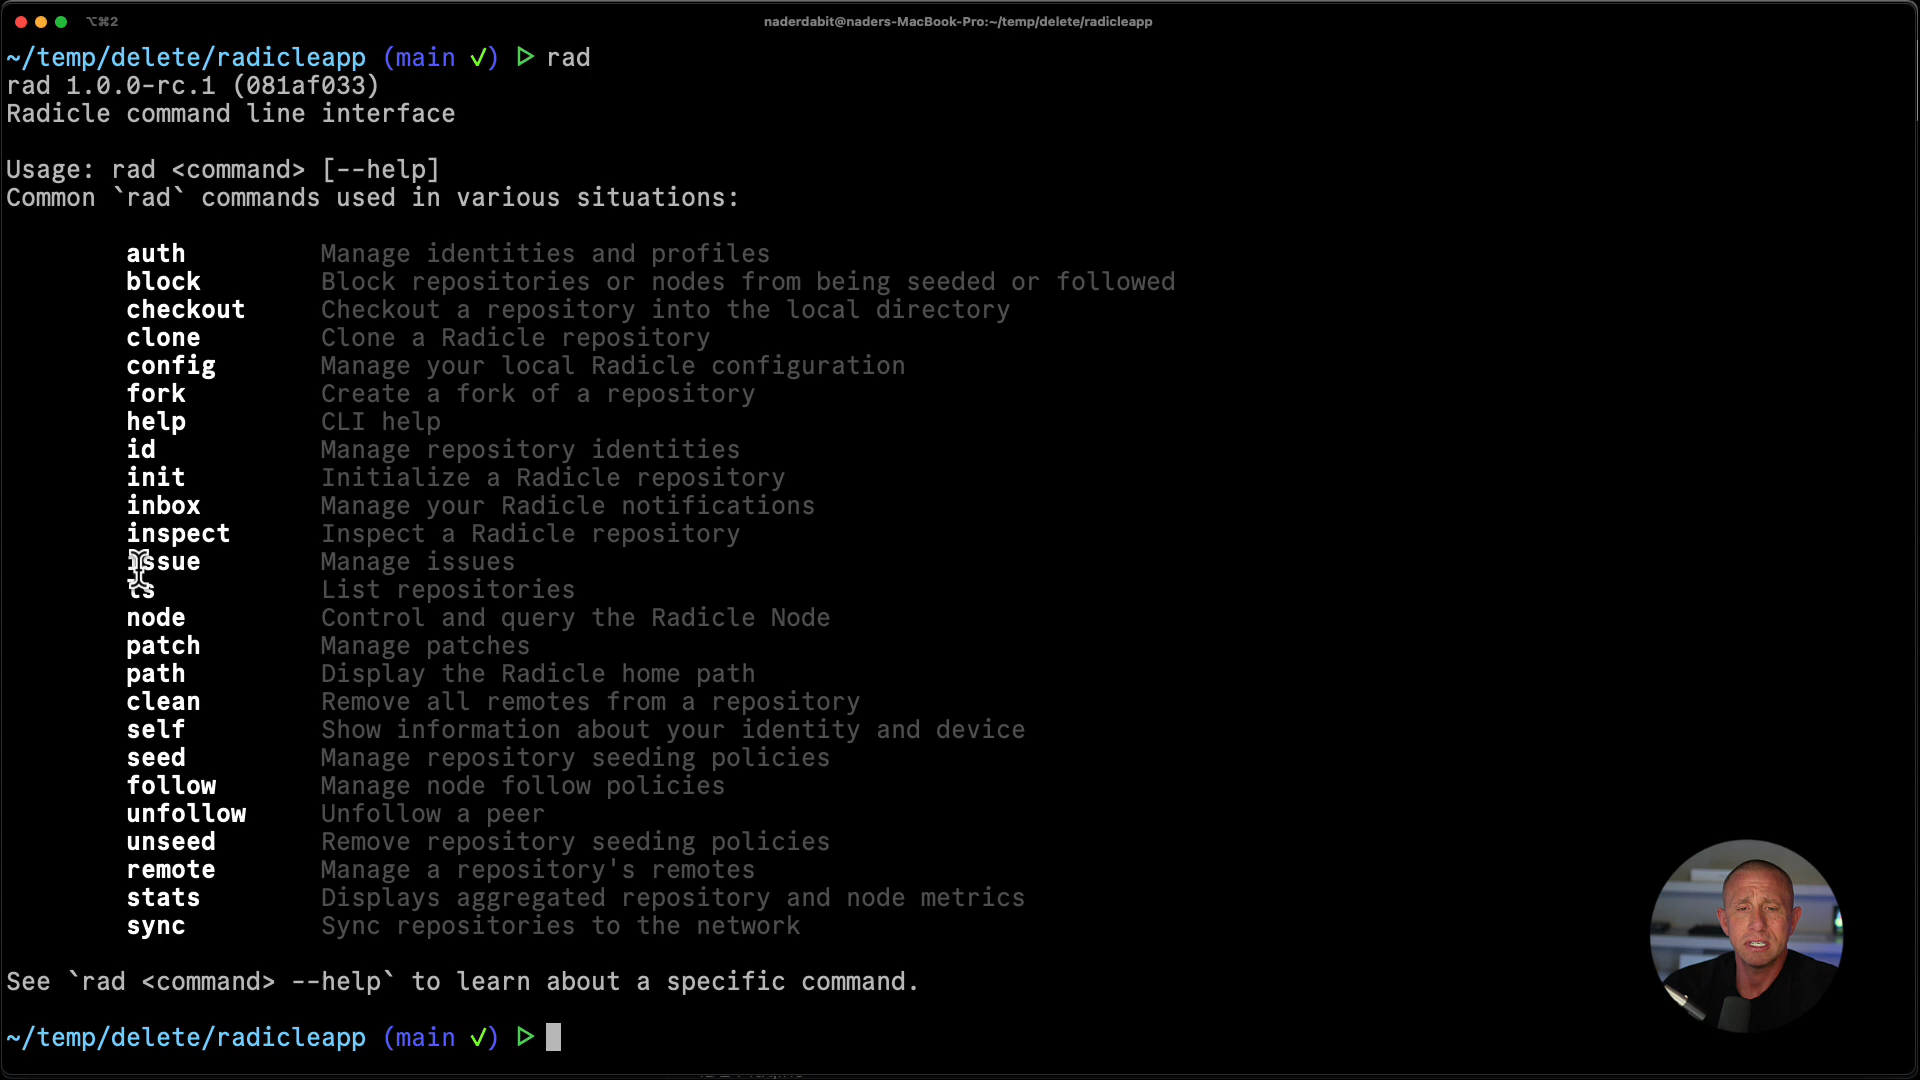 ⌥⌘2
naderdabit@naders-MacBook-Pro:~/temp/delete/radicleapp
~/temp/delete/radicleapp (main ✓) ▷ rad
rad 1.0.0-rc.1 (081af033)
Radicle command line interface
Usage: rad <command> [--help]
Common `rad` commands used in various situations:
auth Manage identities and profiles
block Block repositories or nodes from being seeded or followed
checkout Checkout a repository into the local directory
clone Clone a Radicle repository
config Manage your local Radicle configuration
fork Create a fork of a repository
help CLI help
id Manage repository identities
init Initialize a Radicle repository
inbox Manage your Radicle notifications
inspect Inspect a Radicle repository
issue Manage issues
ls List repositories
node Control and query the Radicle Node
patch Manage patches
path Display the Radicle home path
clean Remove all remotes from a repository
self Show information about your identity and device
seed Manage repository seeding policies
follow Manage node follow policies
unfollow Unfollow a peer
unseed Remove repository seeding policies
remote Manage a repository's remotes
stats Displays aggregated repository and node metrics
sync Sync repositories to the network
See `rad <command> --help` to learn about a specific command.
~/temp/delete/radicleapp (main ✓) ▷